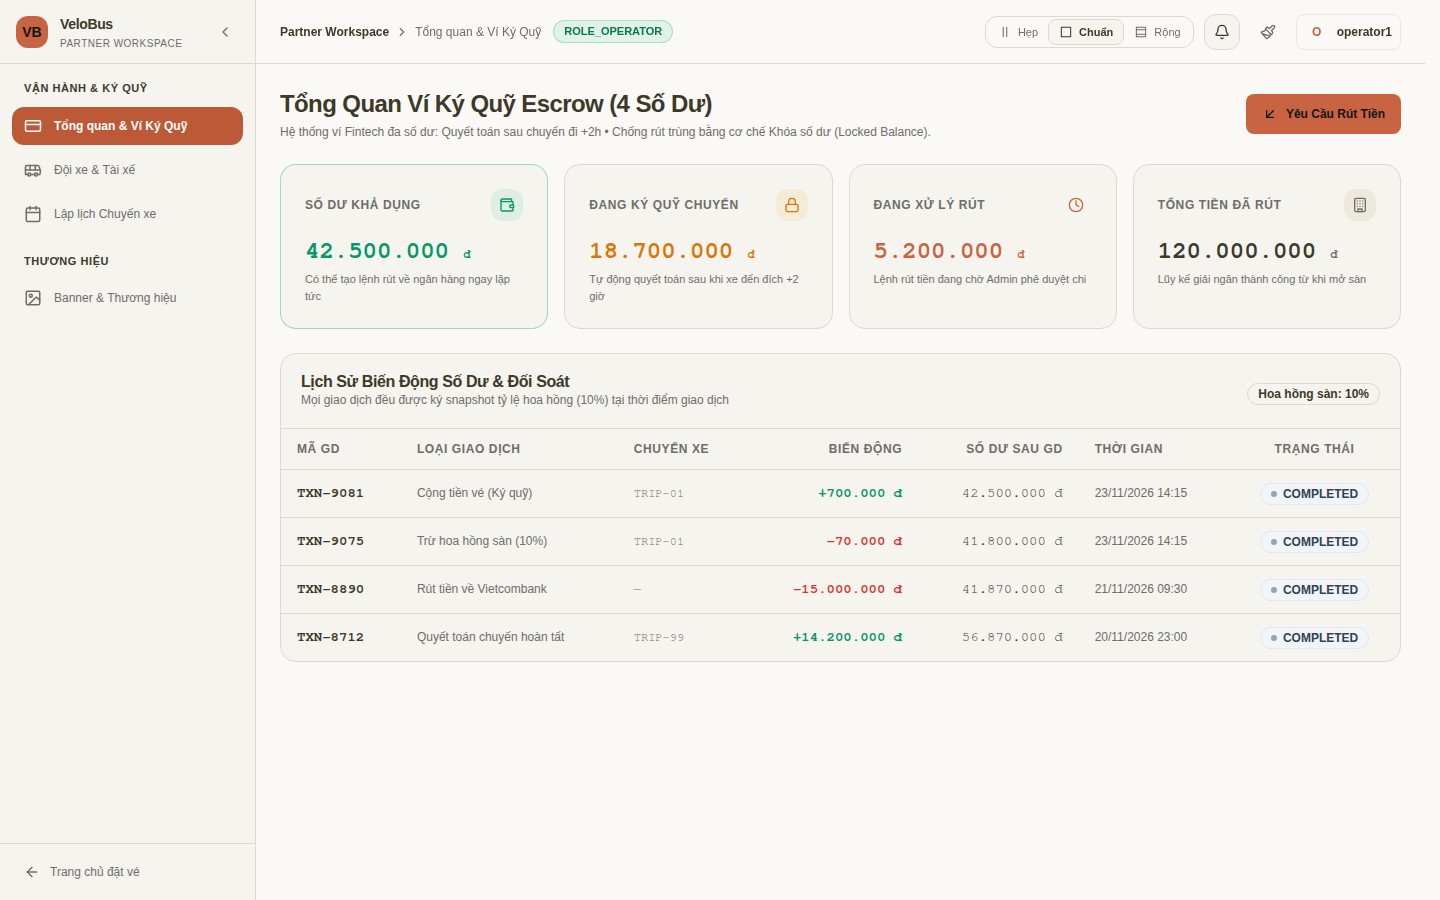 VB
VeloBus
PARTNER WORKSPACE
VẬN HÀNH & KÝ QUỸ
Tổng quan & Ví Ký Quỹ
Đội xe & Tài xế
Lập lịch Chuyến xe
THƯƠNG HIỆU
Banner & Thương hiệu
Trang chủ đặt vé
Partner Workspace > Tổng quan & Ví Ký Quỹ ROLE_OPERATOR
Hẹp Chuẩn Rộng
O operator1
Tổng Quan Ví Ký Quỹ Escrow (4 Số Dư)
Hệ thống ví Fintech đa số dư: Quyết toán sau chuyến đi +2h • Chống rút trùng bằng cơ chế Khóa số dư (Locked Balance).
Yêu Cầu Rút Tiền
SỐ DƯ KHẢ DỤNG
42.500.000 đ
Có thể tạo lệnh rút về ngân hàng ngay lập
tức
ĐANG KÝ QUỸ CHUYẾN
18.700.000 đ
Tự động quyết toán sau khi xe đến đích +2
giờ
ĐANG XỬ LÝ RÚT
5.200.000 đ
Lệnh rút tiền đang chờ Admin phê duyệt chi
TỔNG TIỀN ĐÃ RÚT
120.000.000 đ
Lũy kế giải ngân thành công từ khi mở sàn
Lịch Sử Biến Động Số Dư & Đối Soát
Mọi giao dịch đều được ký snapshot tỷ lệ hoa hồng (10%) tại thời điểm giao dịch
Hoa hồng sàn: 10%
MÃ GD LOẠI GIAO DỊCH CHUYẾN XE BIẾN ĐỘNG SỐ DƯ SAU GD THỜI GIAN TRẠNG THÁI
TXN-9081 Cộng tiền vé (Ký quỹ) TRIP-01 +700.000 đ 42.500.000 đ 23/11/2026 14:15 COMPLETED
TXN-9075 Trừ hoa hồng sàn (10%) TRIP-01 -70.000 đ 41.800.000 đ 23/11/2026 14:15 COMPLETED
TXN-8890 Rút tiền về Vietcombank — -15.000.000 đ 41.870.000 đ 21/11/2026 09:30 COMPLETED
TXN-8712 Quyết toán chuyến hoàn tất TRIP-99 +14.200.000 đ 56.870.000 đ 20/11/2026 23:00 COMPLETED